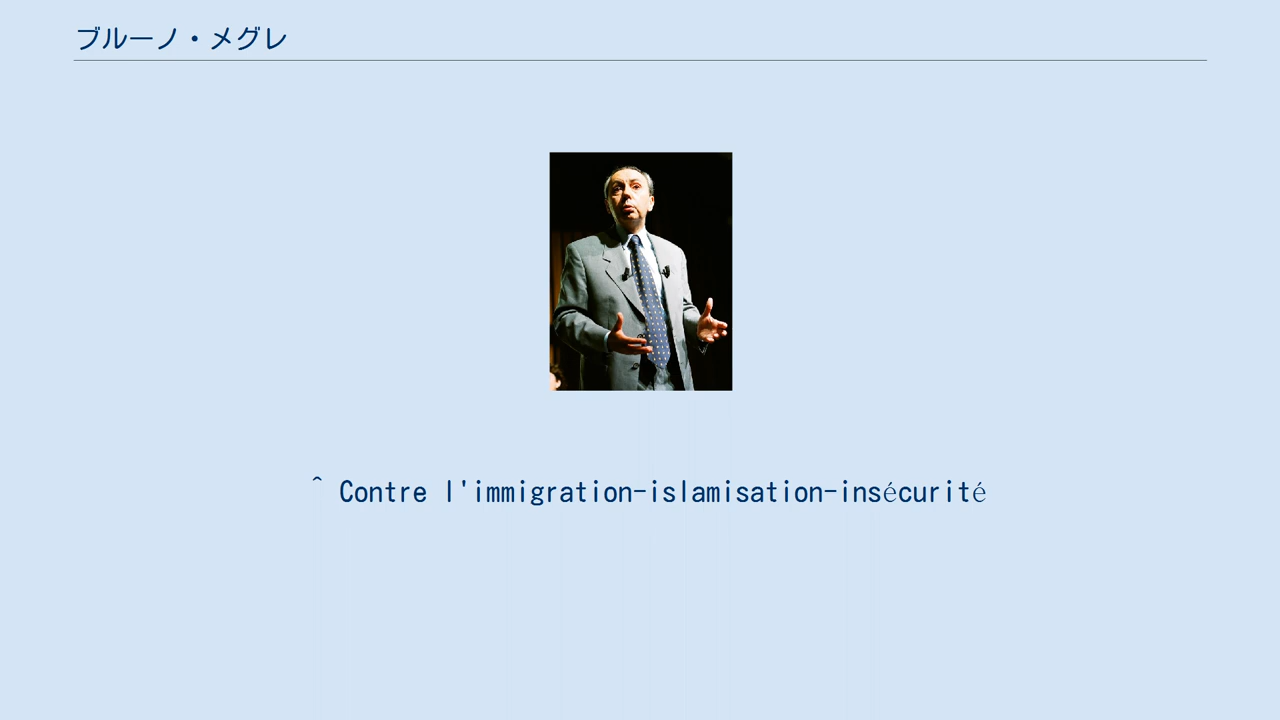 ブルーノ・メグレ
^ Contre l'immigration-islamisation-insécurité